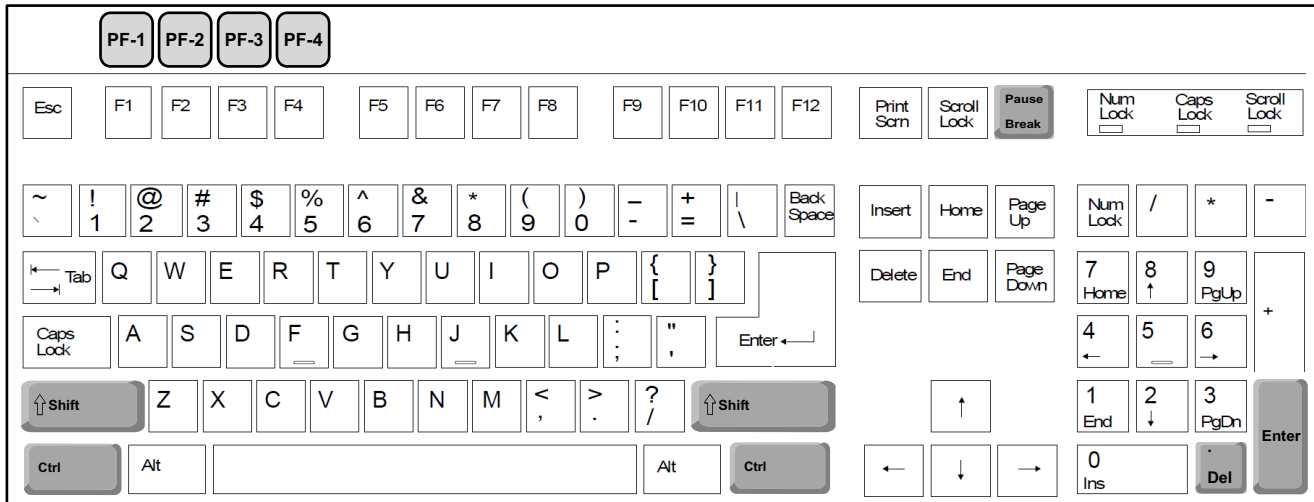 PF-1 PF-2 PF-3 PF-4
Esc F1 F2 F3 F4 F5 F6 F7 F8 F9 F10 F11 F12 Print Scrn Scroll Lock Pause Break Num Lock Caps Lock Scroll Lock
~ ! @ # $ % ^ & * ( ) _ + | Back Space
` 1 2 3 4 5 6 7 8 9 0 - = \
Insert Home Page Up Num Lock / * -
Tab Q W E R T Y U I O P { [ } ] Delete End Page Down 7 Home 8 ↑ 9 PgUp +
Caps Lock A S D F G H J K L : ; " ' Enter 4 ← 5 6 →
⇧ Shift Z X C V B N M < , > . ? / ⇧ Shift ↑ 1 End 2 ↓ 3 PgDn Enter
Ctrl Alt Alt Ctrl ← ↓ → 0 Ins . Del